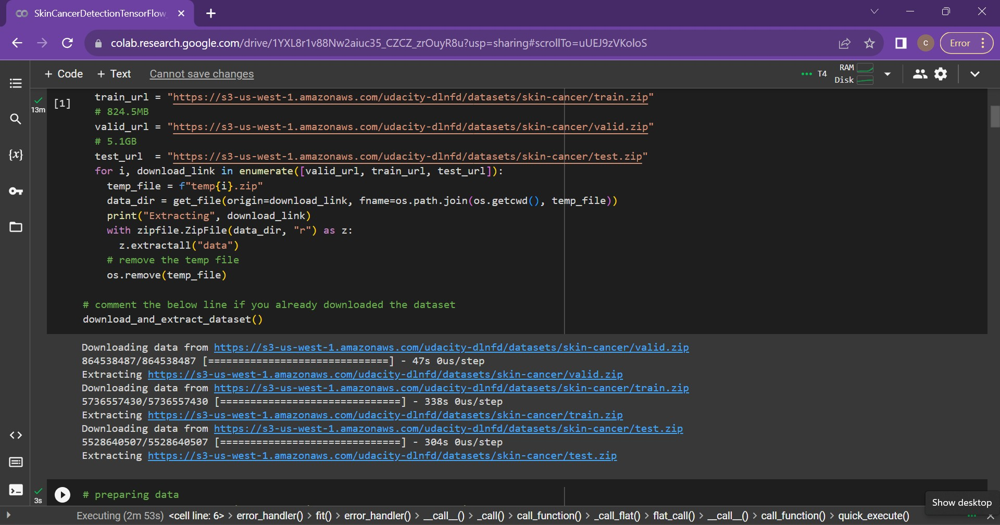 SkinCancerDetectionTensorFlow
colab.research.google.com/drive/1YXL8r1v88Nw2aiuc35_CZCZ_zrOuyR8u?usp=sharing#scrollTo=uUEJ9zVKoloS
C
Error
+ Code + Text Cannot save changes
T4 RAM
Disk
13m
[1]
train_url = "https://s3-us-west-1.amazonaws.com/udacity-dlnfd/datasets/skin-cancer/train.zip"
# 824.5MB
valid_url = "https://s3-us-west-1.amazonaws.com/udacity-dlnfd/datasets/skin-cancer/valid.zip"
# 5.1GB
test_url  = "https://s3-us-west-1.amazonaws.com/udacity-dlnfd/datasets/skin-cancer/test.zip"
for i, download_link in enumerate([valid_url, train_url, test_url]):
temp_file = f"temp{i}.zip"
data_dir = get_file(origin=download_link, fname=os.path.join(os.getcwd(), temp_file))
print("Extracting", download_link)
with zipfile.ZipFile(data_dir, "r") as z:
z.extractall("data")
# remove the temp file
os.remove(temp_file)
# comment the below line if you already downloaded the dataset
download_and_extract_dataset()
Downloading data from https://s3-us-west-1.amazonaws.com/udacity-dlnfd/datasets/skin-cancer/valid.zip
864538487/864538487 [==============================] - 47s 0us/step
Extracting https://s3-us-west-1.amazonaws.com/udacity-dlnfd/datasets/skin-cancer/valid.zip
Downloading data from https://s3-us-west-1.amazonaws.com/udacity-dlnfd/datasets/skin-cancer/train.zip
5736557430/5736557430 [==============================] - 338s 0us/step
Extracting https://s3-us-west-1.amazonaws.com/udacity-dlnfd/datasets/skin-cancer/train.zip
Downloading data from https://s3-us-west-1.amazonaws.com/udacity-dlnfd/datasets/skin-cancer/test.zip
5528640507/5528640507 [==============================] - 304s 0us/step
Extracting https://s3-us-west-1.amazonaws.com/udacity-dlnfd/datasets/skin-cancer/test.zip
3s
# preparing data
Show desktop
Executing (2m 53s) <cell line: 6> > error_handler() > fit() > error_handler() > __call__() > _call() > call_function() > _call_flat() > flat_call() > __call__() > call_function() > quick_execute()